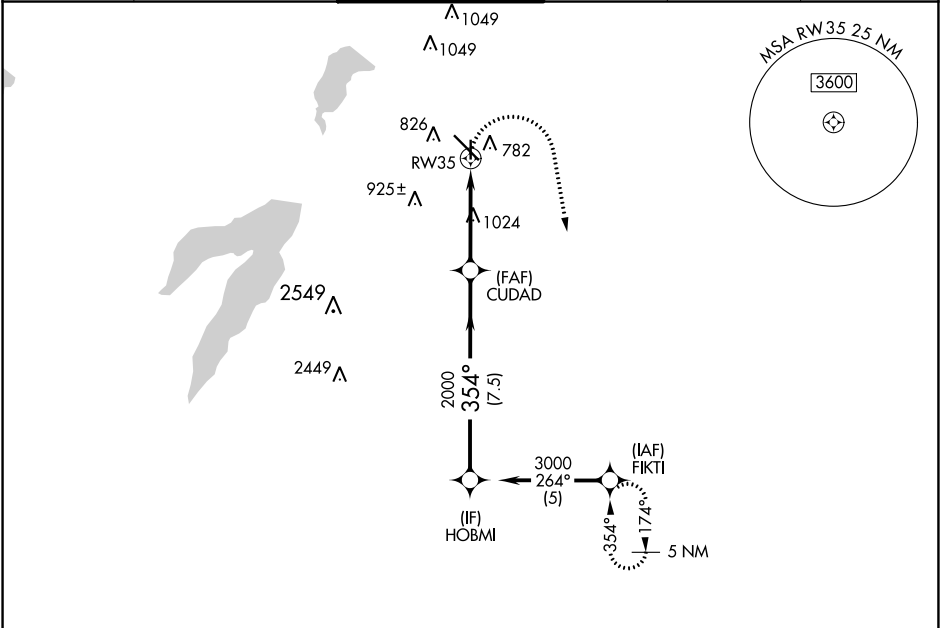 1049
1049
MSA RW35 25 NM
3600
826
782
RW35
925±
1024
(FAF)
CUDAD
2549
2449
2000
354°
(7.5)
(IAF)
FIKTI
3000
264°
(5)
(IF)
HOBMI
354°
174°
5 NM